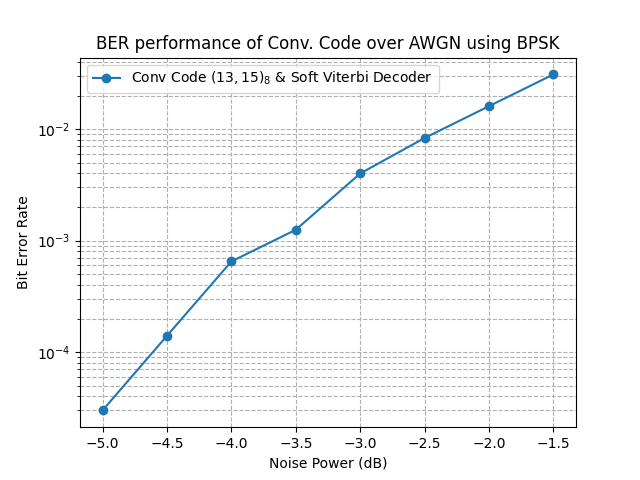 BER performance of Conv. Code over AWGN using BPSK
Conv Code (13, 15)₈ & Soft Viterbi Decoder
10⁻²
10⁻³
10⁻⁴
Bit Error Rate
−5.0 −4.5 −4.0 −3.5 −3.0 −2.5 −2.0 −1.5
Noise Power (dB)